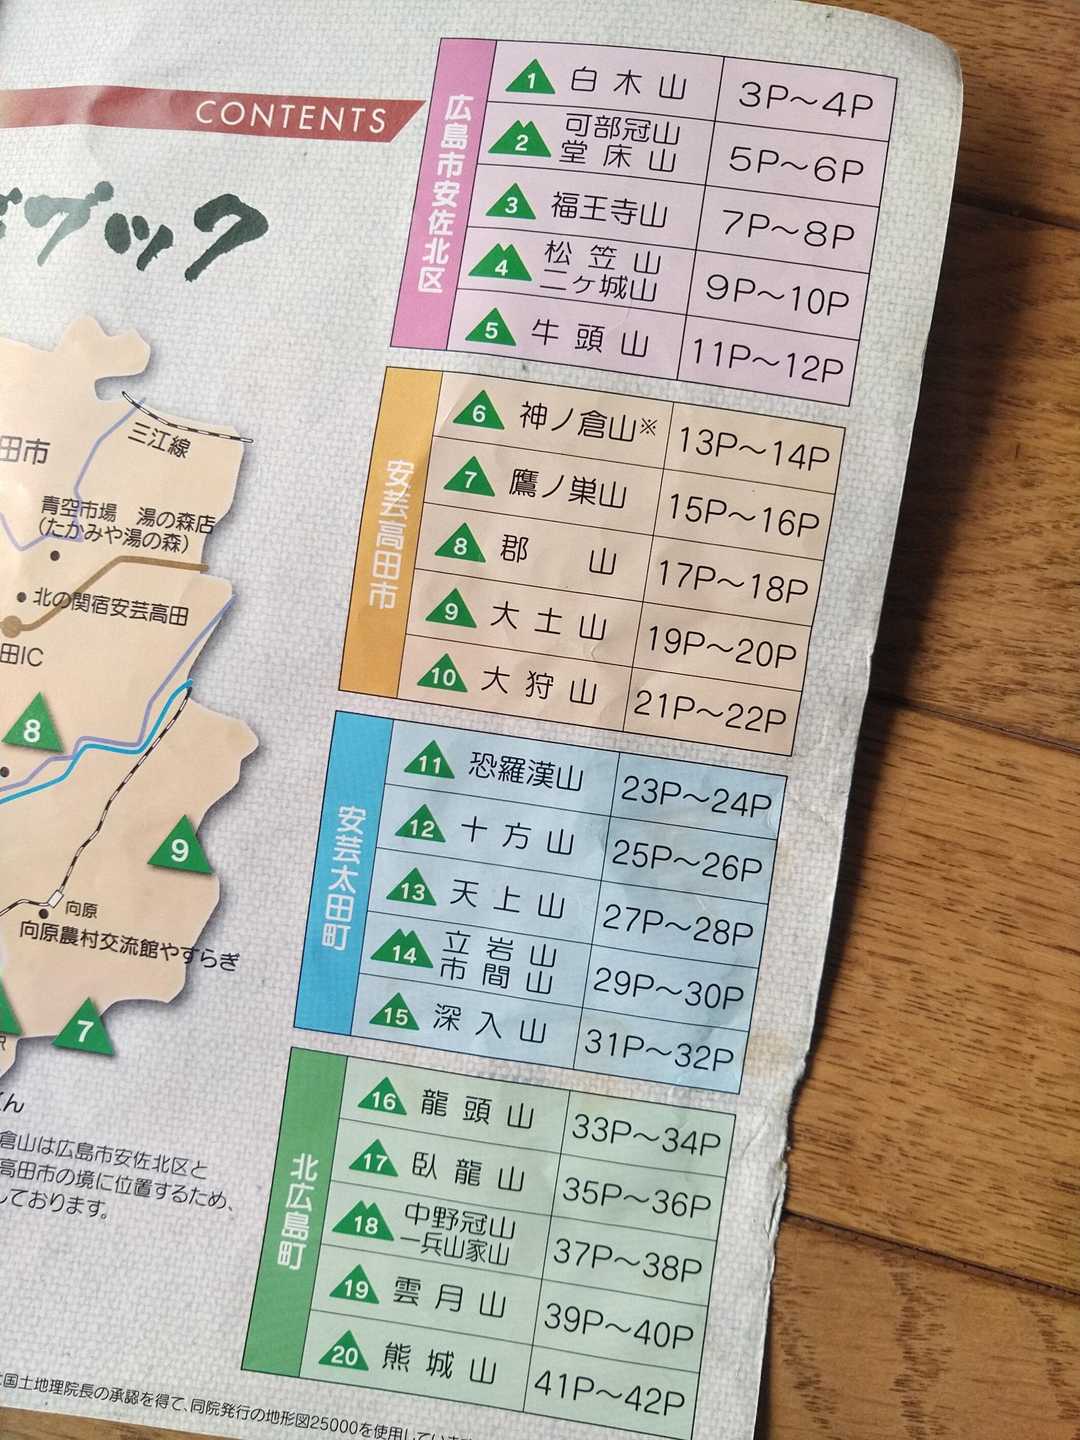 CONTENTS
ブック
広島市安佐北区
1 白木山 3P～4P
2 可部冠山
堂床山 5P～6P
3 福王寺山 7P～8P
4 松笠山
二ヶ城山 9P～10P
5 牛頭山 11P～12P
安芸高田市
6 神ノ倉山※ 13P～14P
7 鷹ノ巣山 15P～16P
8 郡山 17P～18P
9 大土山 19P～20P
10 大狩山 21P～22P
安芸太田町
11 恐羅漢山 23P～24P
12 十方山 25P～26P
13 天上山 27P～28P
14 立岩山
市間山 29P～30P
15 深入山 31P～32P
北広島町
16 龍頭山 33P～34P
17 臥龍山 35P～36P
18 中野冠山
一兵山家山 37P～38P
19 雲月山 39P～40P
20 熊城山 41P～42P
田市
三江線
青空市場 湯の森店
(たかみや湯の森)
北の関宿安芸高田
田IC
8
9
向原
向原農村交流館やすらぎ
7
倉山は広島市安佐北区と
高田市の境に位置するため、
しております。
国土地理院長の承認を得て、同院発行の地形図25000を使用してい